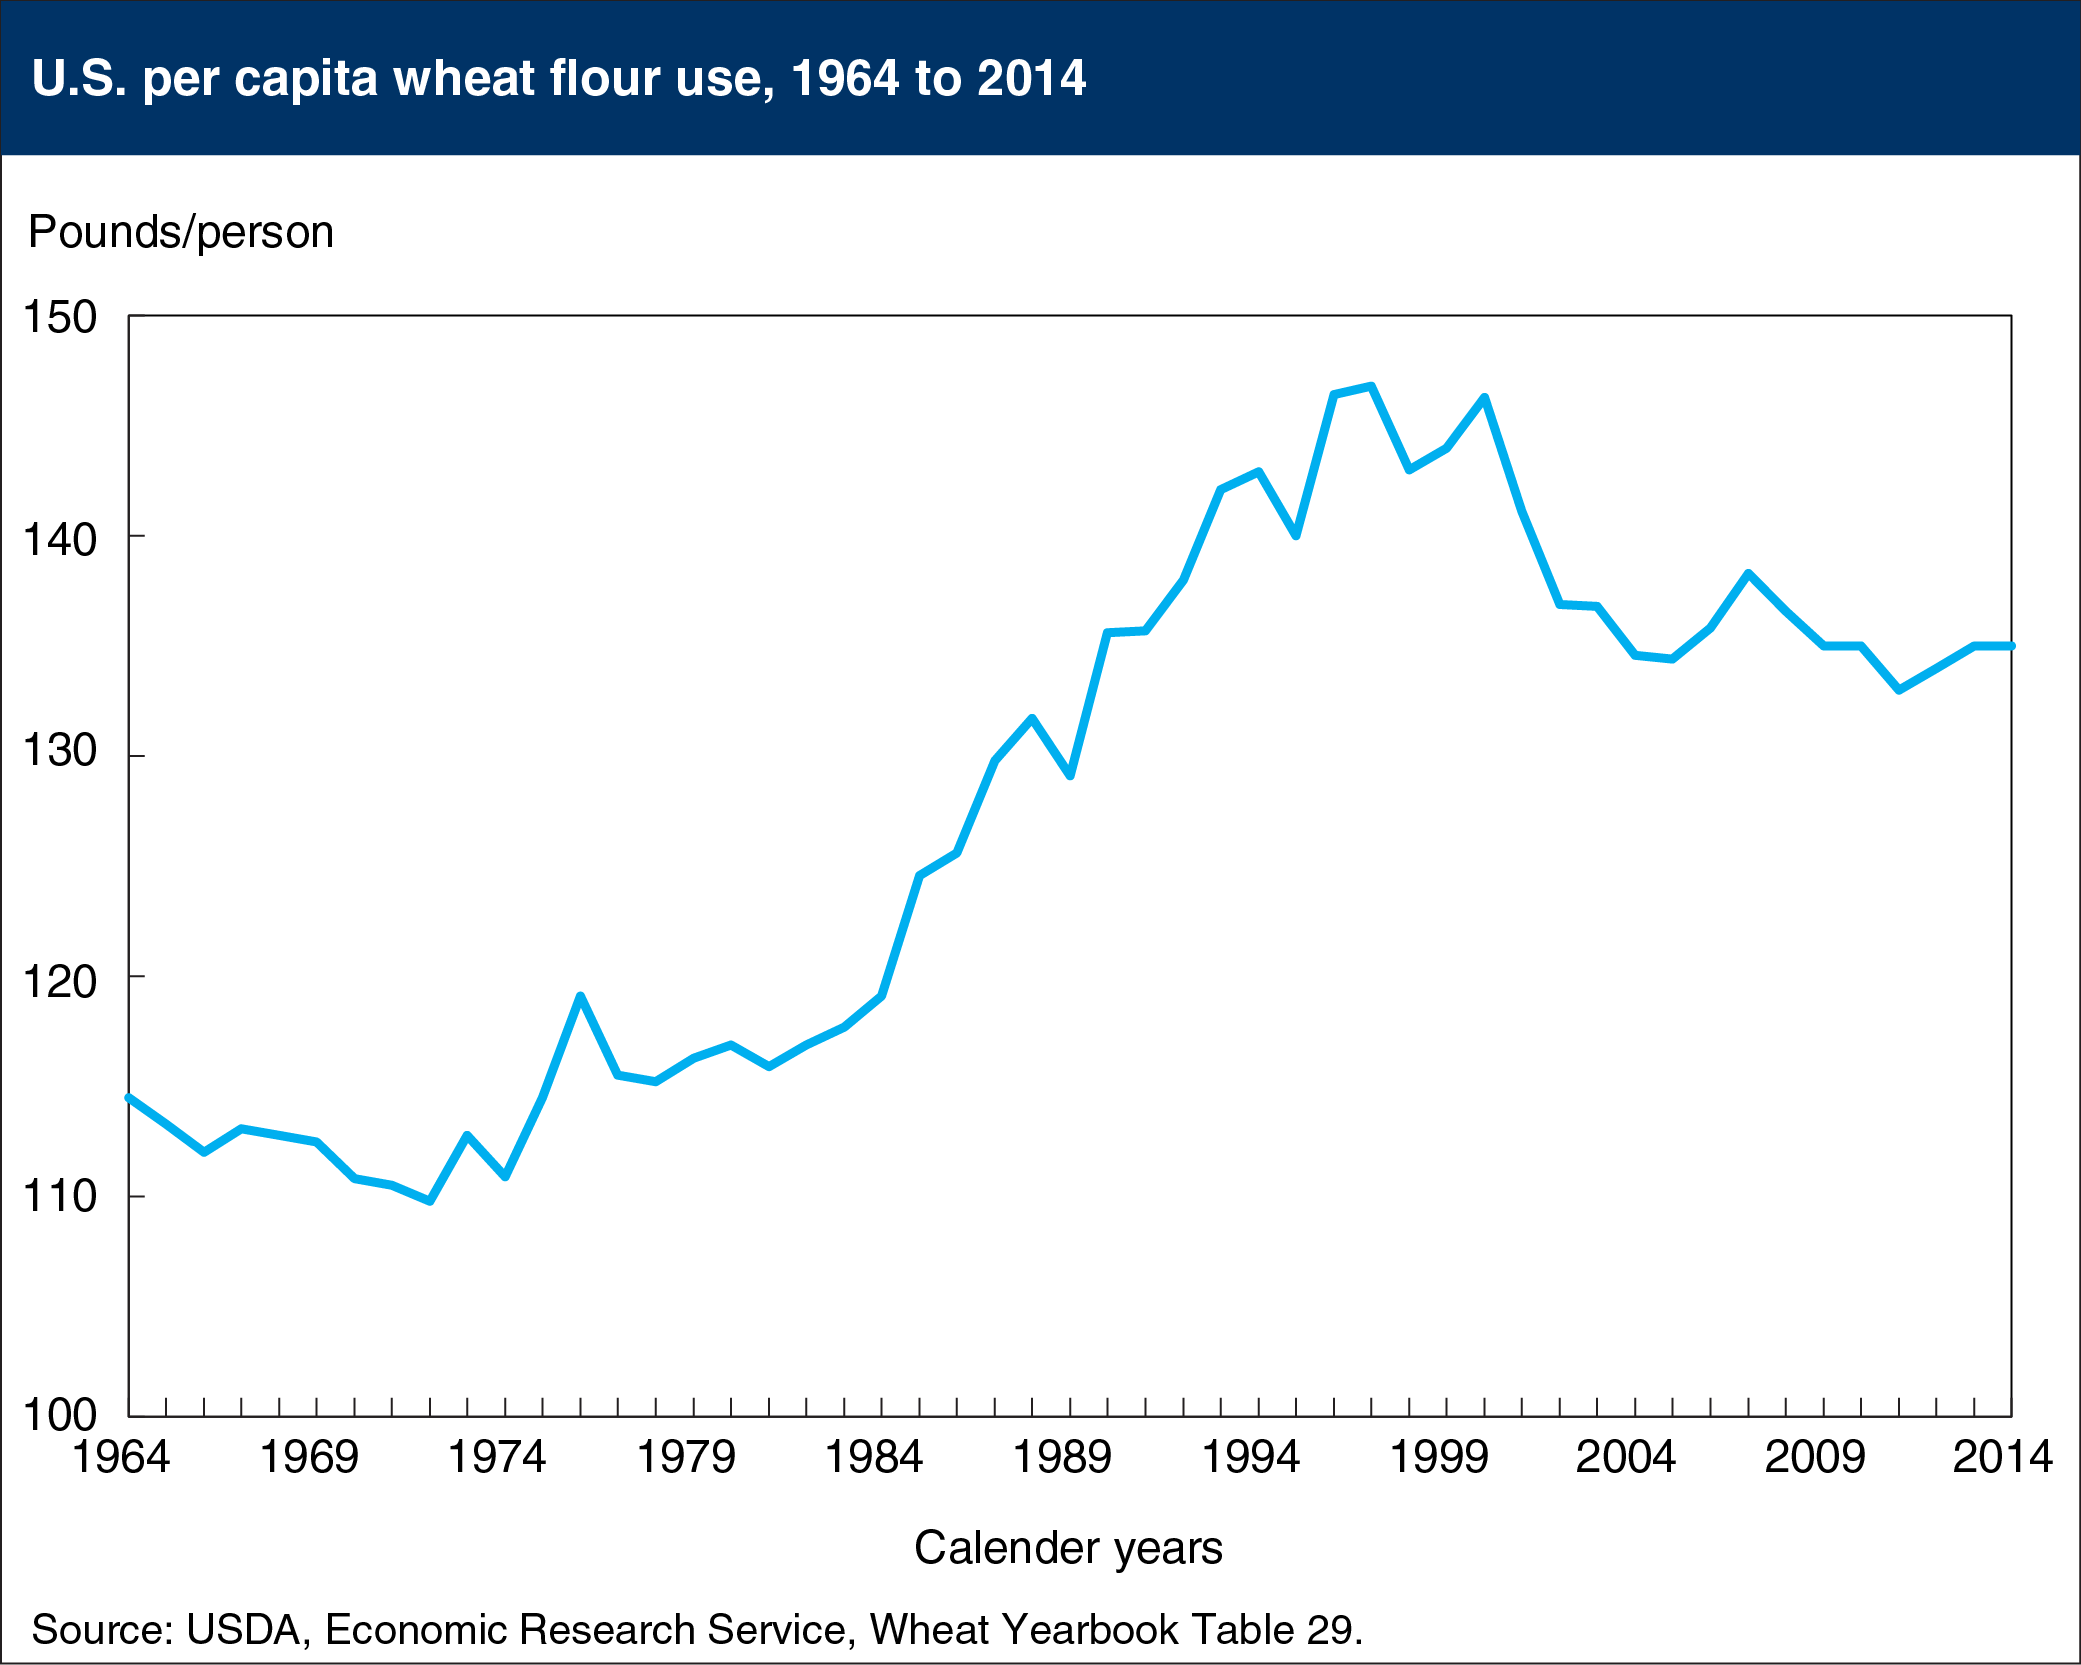 U.S. per capita wheat flour use, 1964 to 2014
Pounds/person
150
140
130
120
110
100
1964 1969 1974 1979 1984 1989 1994 1999 2004 2009 2014
Calender years
Source: USDA, Economic Research Service, Wheat Yearbook Table 29.